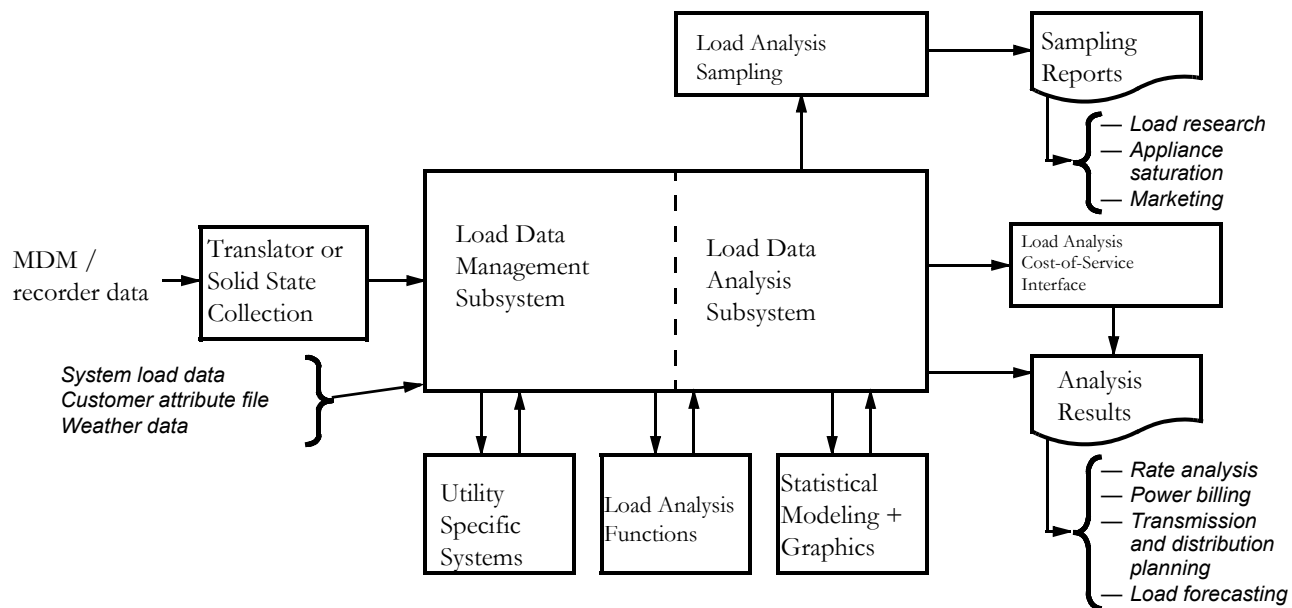 Load Analysis
Sampling
Sampling
Reports
— Load research
— Appliance
saturation
— Marketing
MDM /
recorder data
Translator or
Solid State
Collection
Load Data
Management
Subsystem
Load Data
Analysis
Subsystem
Load Analysis
Cost-of-Service
Interface
System load data
Customer attribute file
Weather data
Analysis
Results
Utility
Specific
Systems
Load Analysis
Functions
Statistical
Modeling +
Graphics
— Rate analysis
— Power billing
— Transmission
and distribution
planning
— Load forecasting